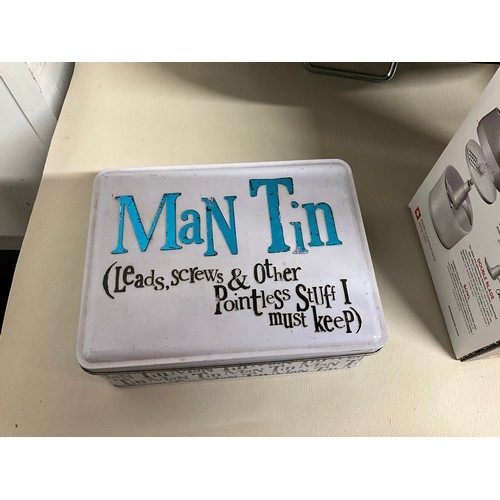 MaN Tin
(Leads, screws & Other
Pointless Stuff I
must keep)